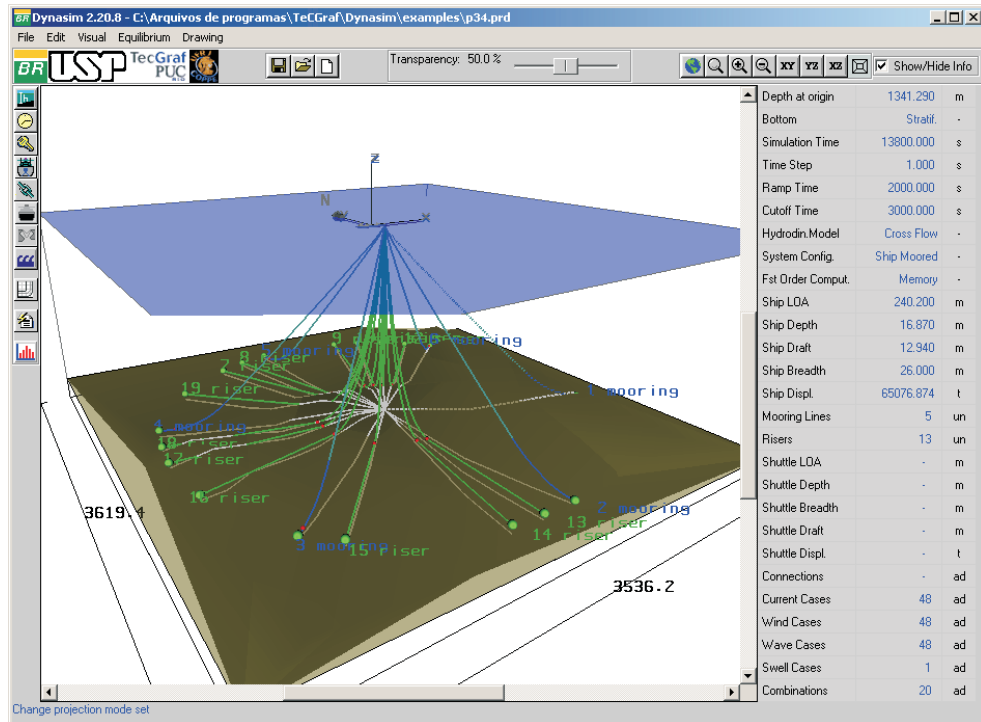 BR Dynasim 2.20.8 - C:\Arquivos de programas\TeCGraf\Dynasim\examples\p34.prd
File Edit Visual Equilibrium Drawing
BR USP TecGraf PUC Transparency: 50.0 % XY YZ XZ Show/Hide Info
Depth at origin 1341.290 m
Bottom Stratif. -
Simulation Time 13800.000 s
Time Step 1.000 s
Ramp Time 2000.000 s
Cutoff Time 3000.000 s
Hydrodin.Model Cross Flow -
System Config. Ship Moored -
Fst Order Comput. Memory -
Ship LOA 240.200 m
Ship Depth 16.870 m
Ship Draft 12.940 m
Ship Breadth 26.000 m
Ship Displ. 65076.874 t
Mooring Lines 5 un
Risers 13 un
Shuttle LOA - m
Shuttle Depth - m
Shuttle Breadth - m
Shuttle Draft - m
Shuttle Displ. - t
Connections - ad
Current Cases 48 ad
Wind Cases 48 ad
Wave Cases 48 ad
Swell Cases 1 ad
Combinations 20 ad
Z
N
X
mooring
mooring
8 riser
7 riser
19 riser
1 mooring
4 mooring
18 riser
17 riser
16 riser
2 mooring
13 riser
14 riser
3 mooring
15 riser
3619.4
3536.2
Change projection mode set